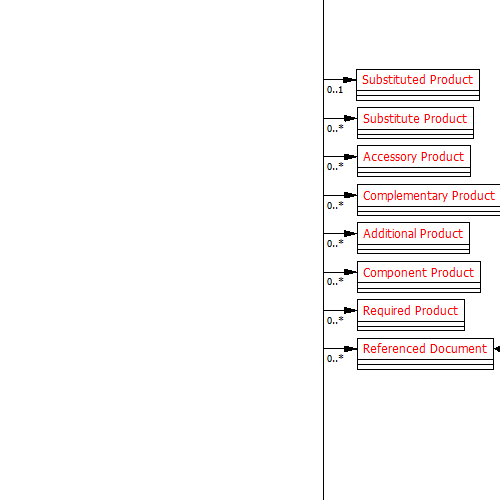 Substituted Product
0..1
Substitute Product
0..*
Accessory Product
0..*
Complementary Product
0..*
Additional Product
0..*
Component Product
0..*
Required Product
0..*
Referenced Document
0..*